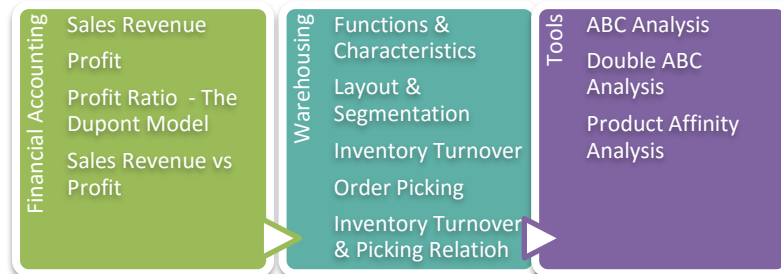 Financial Accounting
Sales Revenue
Profit
Profit Ratio - The
Dupont Model
Sales Revenue vs
Profit
Warehousing
Functions &
Characteristics
Layout &
Segmentation
Inventory Turnover
Order Picking
Inventory Turnover
& Picking Relatioh
Tools
ABC Analysis
Double ABC
Analysis
Product Affinity
Analysis